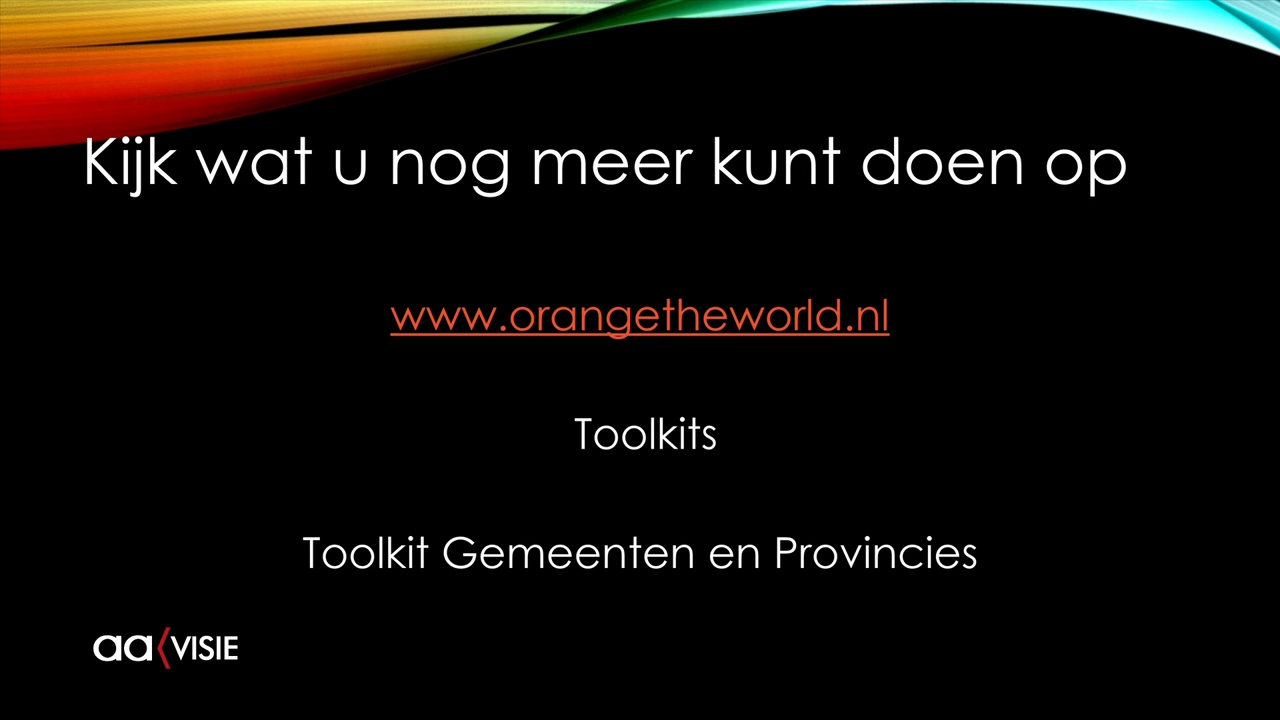 Kijk wat u nog meer kunt doen op
www.orangetheworld.nl
Toolkits
Toolkit Gemeenten en Provincies
aa VISIE